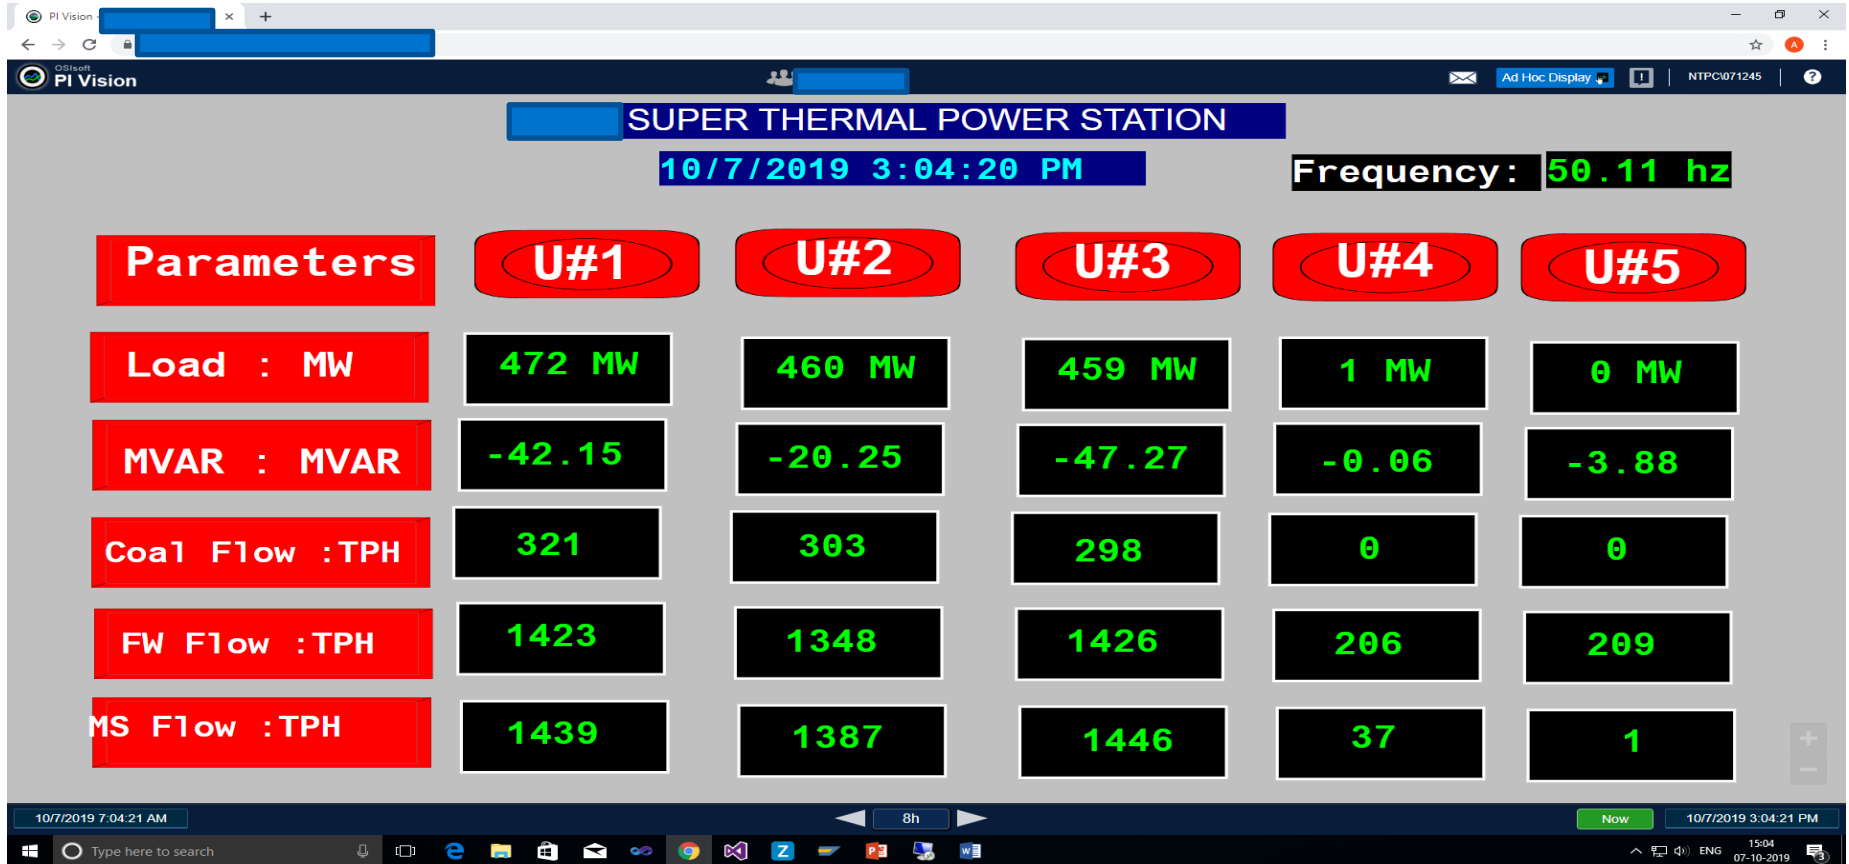 PI Vision -
OSIsoft
PI Vision
Ad Hoc Display
NTPC\071245
?
SUPER THERMAL POWER STATION
10/7/2019 3:04:20 PM
Frequency: 50.11 hz
Parameters U#1 U#2 U#3 U#4 U#5
Load : MW 472 MW 460 MW 459 MW 1 MW 0 MW
MVAR : MVAR -42.15 -20.25 -47.27 -0.06 -3.88
Coal Flow :TPH 321 303 298 0 0
FW Flow :TPH 1423 1348 1426 206 209
MS Flow :TPH 1439 1387 1446 37 1
10/7/2019 7:04:21 AM 8h Now 10/7/2019 3:04:21 PM
Type here to search
ENG
15:04
07-10-2019